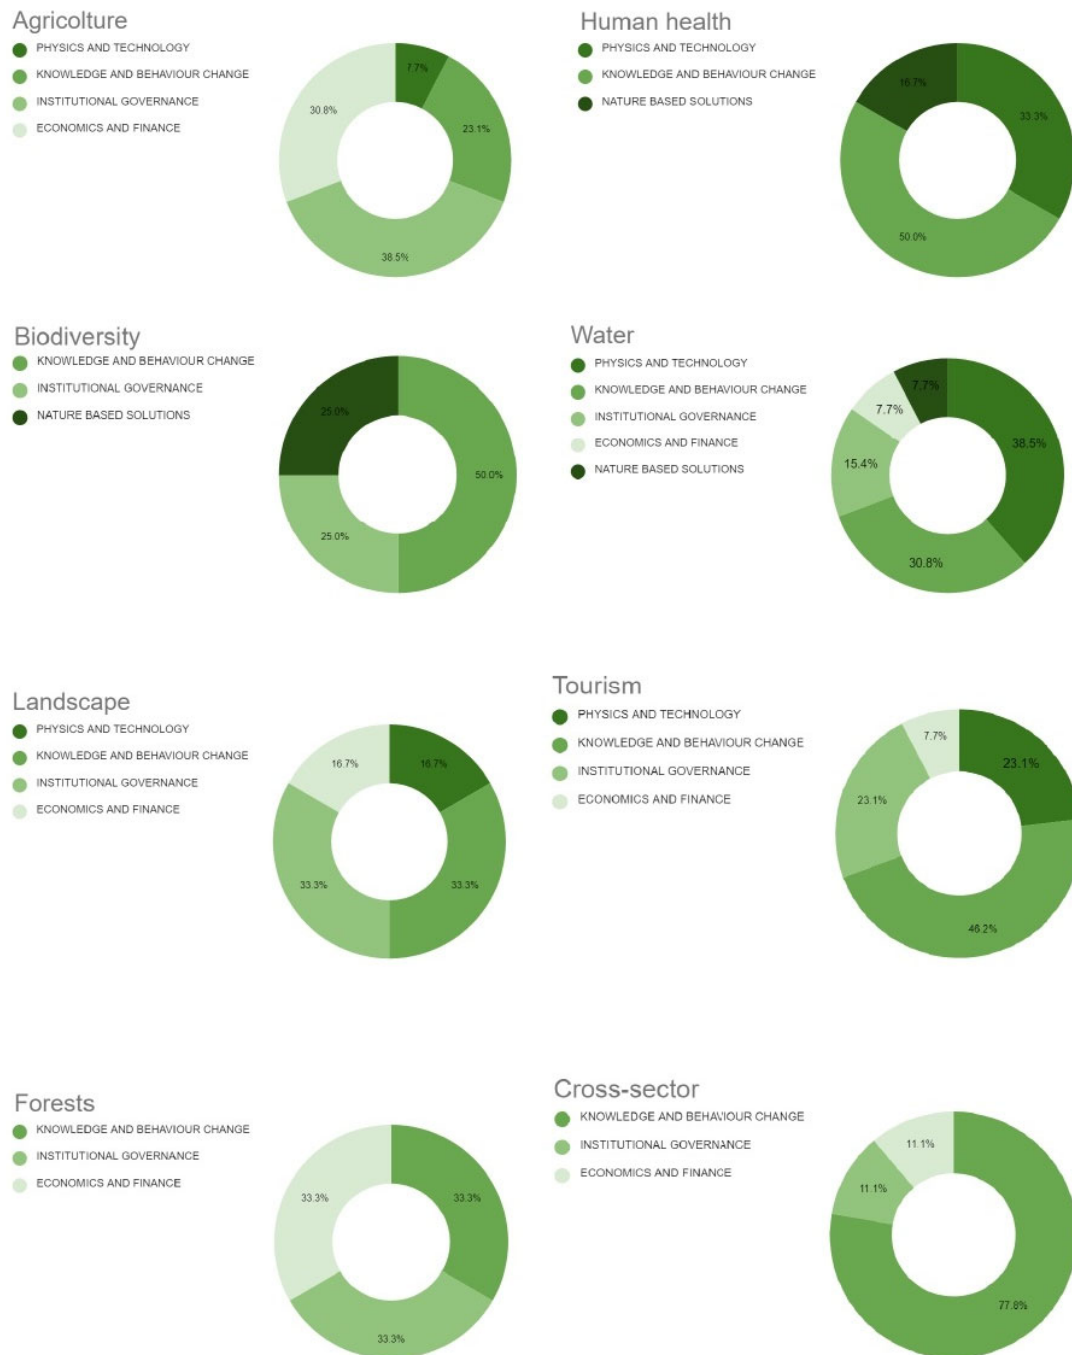 Agricolture
PHYSICS AND TECHNOLOGY
KNOWLEDGE AND BEHAVIOUR CHANGE
INSTITUTIONAL GOVERNANCE
ECONOMICS AND FINANCE
7.7%
23.1%
38.5%
30.8%
Human health
PHYSICS AND TECHNOLOGY
KNOWLEDGE AND BEHAVIOUR CHANGE
NATURE BASED SOLUTIONS
33.3%
50.0%
16.7%
Biodiversity
KNOWLEDGE AND BEHAVIOUR CHANGE
INSTITUTIONAL GOVERNANCE
NATURE BASED SOLUTIONS
50.0%
25.0%
25.0%
Water
PHYSICS AND TECHNOLOGY
KNOWLEDGE AND BEHAVIOUR CHANGE
INSTITUTIONAL GOVERNANCE
ECONOMICS AND FINANCE
NATURE BASED SOLUTIONS
38.5%
30.8%
15.4%
7.7%
7.7%
Landscape
PHYSICS AND TECHNOLOGY
KNOWLEDGE AND BEHAVIOUR CHANGE
INSTITUTIONAL GOVERNANCE
ECONOMICS AND FINANCE
16.7%
33.3%
33.3%
16.7%
Tourism
PHYSICS AND TECHNOLOGY
KNOWLEDGE AND BEHAVIOUR CHANGE
INSTITUTIONAL GOVERNANCE
ECONOMICS AND FINANCE
23.1%
46.2%
23.1%
7.7%
Forests
KNOWLEDGE AND BEHAVIOUR CHANGE
INSTITUTIONAL GOVERNANCE
ECONOMICS AND FINANCE
33.3%
33.3%
33.3%
Cross-sector
KNOWLEDGE AND BEHAVIOUR CHANGE
INSTITUTIONAL GOVERNANCE
ECONOMICS AND FINANCE
77.8%
11.1%
11.1%